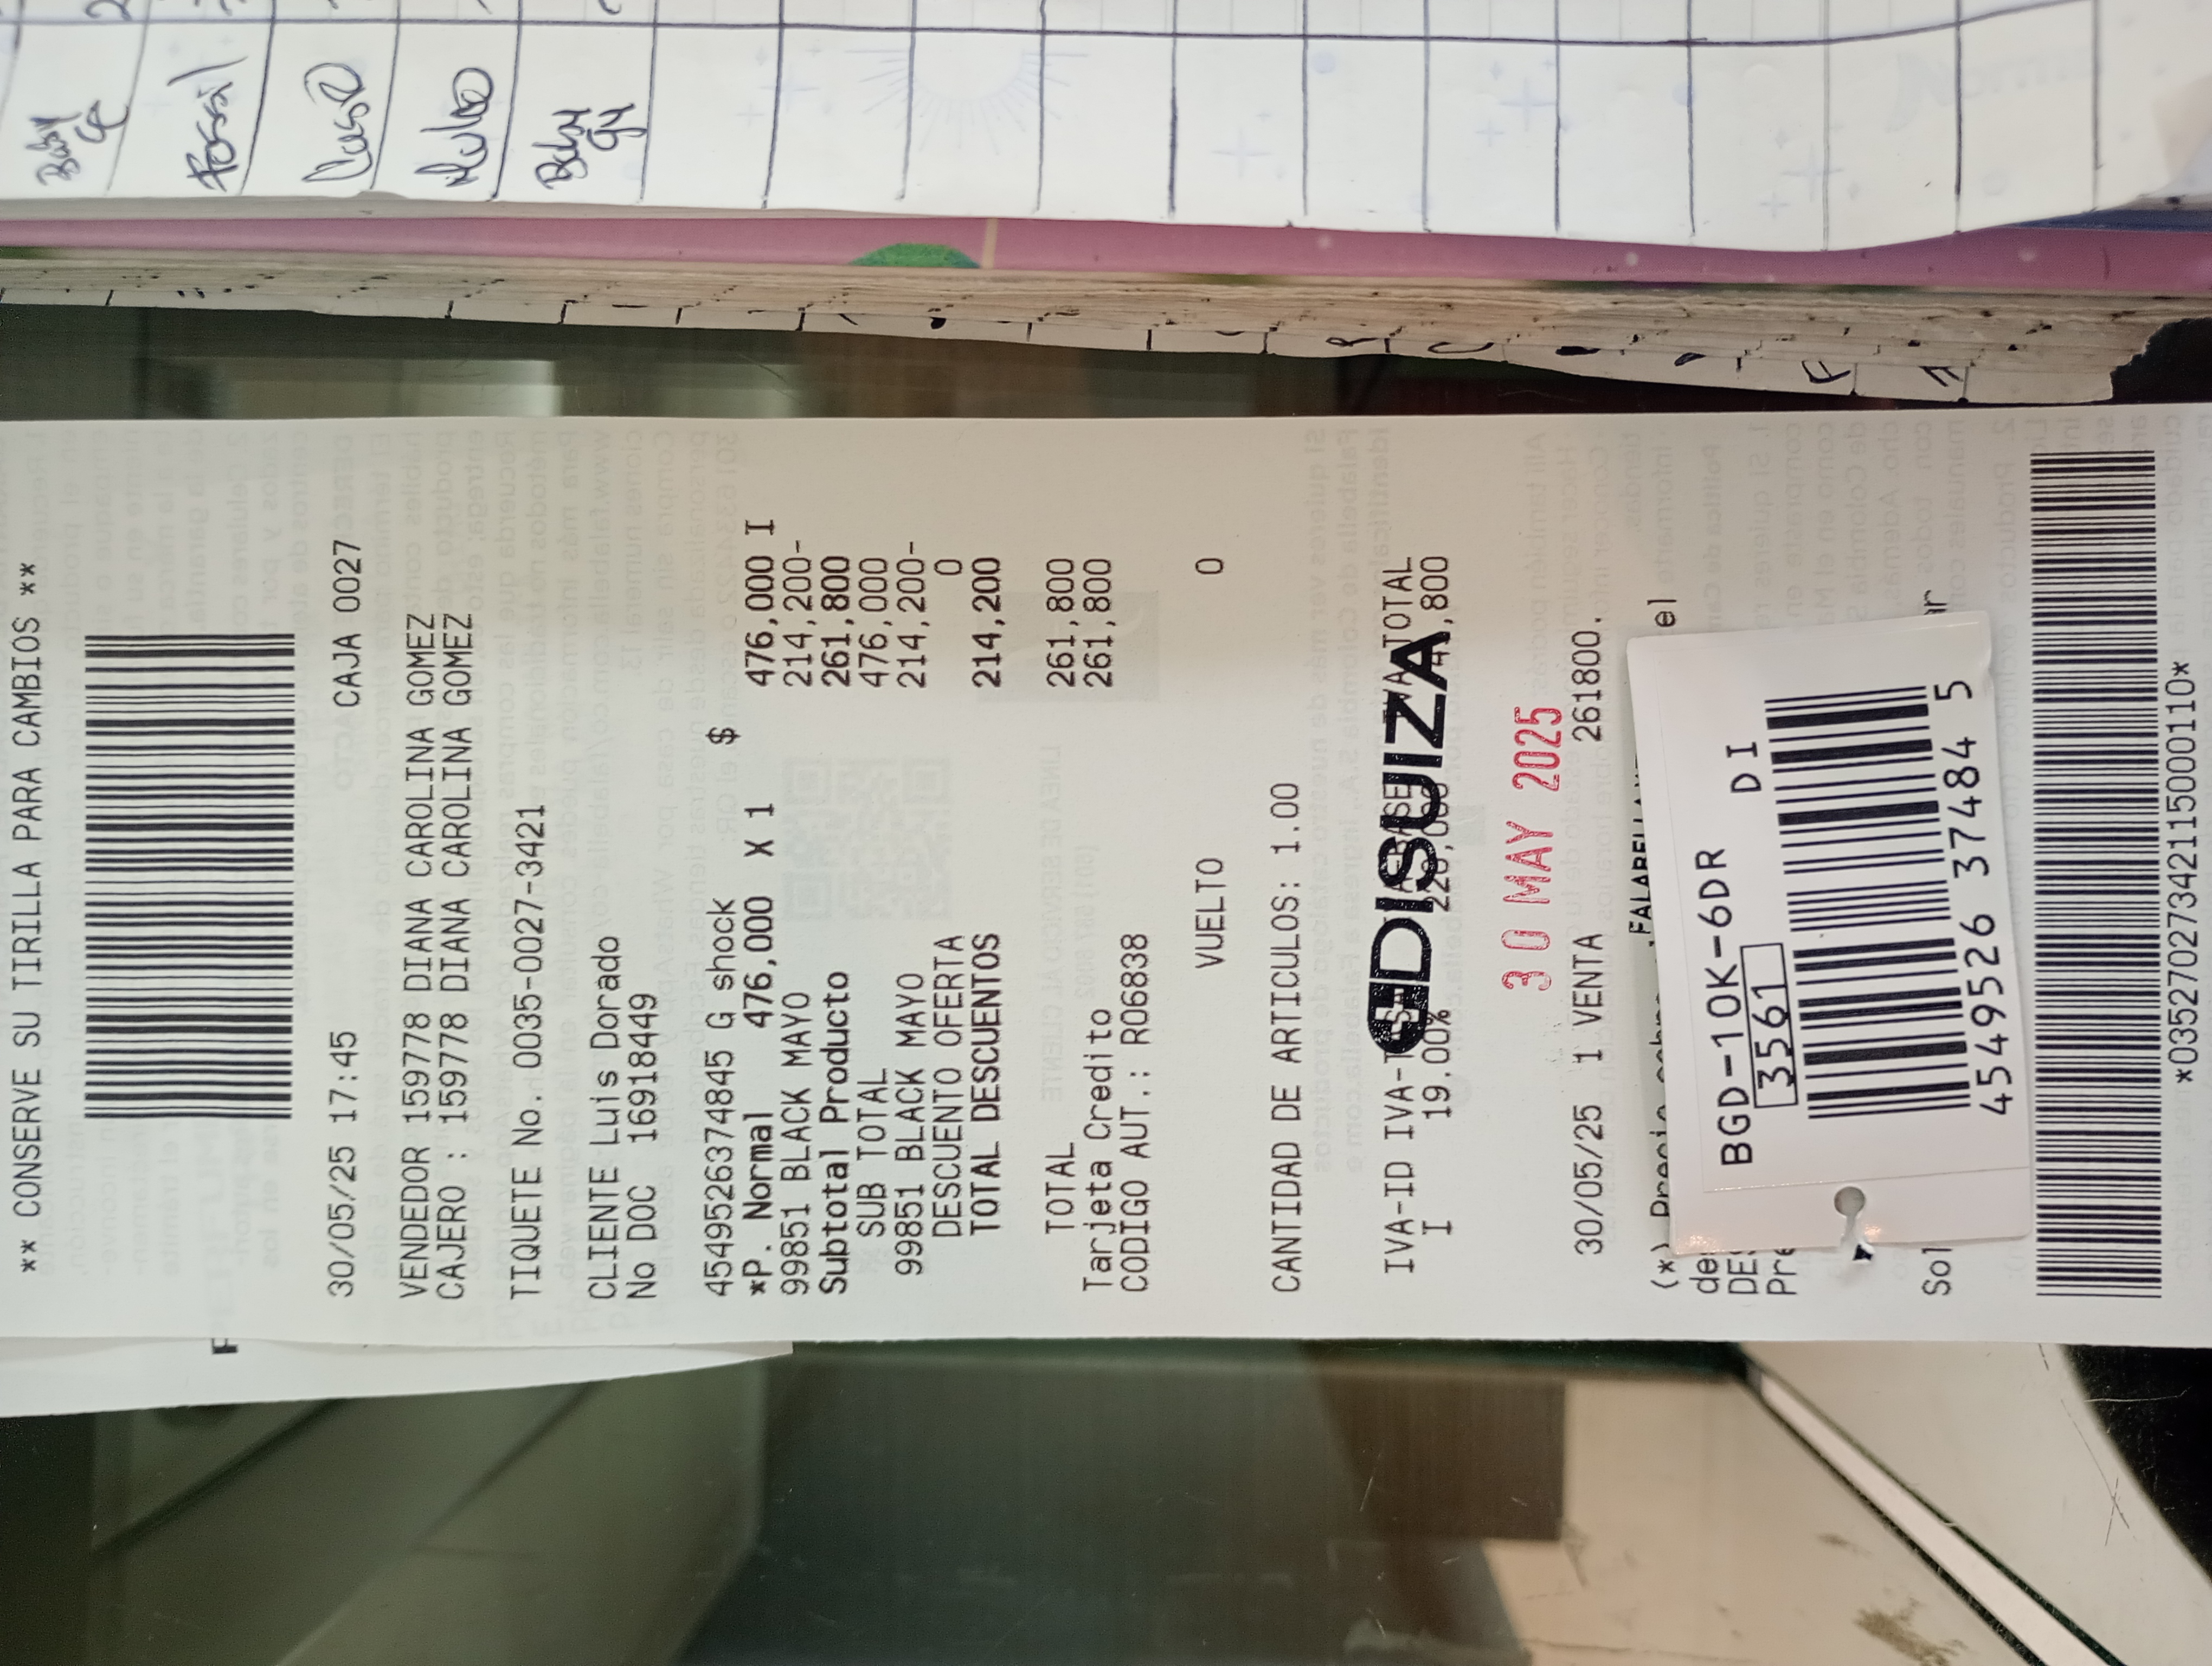 ** CONSERVE SU TIRILLA PARA CAMBIOS **
30/05/25 17:45 CAJA 0027
VENDEDOR 159778 DIANA CAROLINA GOMEZ
CAJERO : 159778 DIANA CAROLINA GOMEZ
TIQUETE No. 0035-0027-3421
CLIENTE Luis Dorado
No DOC 16918449
4549526374845 G shock $
*P. Normal 476,000 X 1 476,000 I
99851 BLACK MAYO 214,200-
Subtotal Producto 261,800
SUB TOTAL 476,000
99851 BLACK MAYO 214,200-
DESCUENTO OFERTA 0
TOTAL DESCUENTOS 214,200
TOTAL 261,800
Tarjeta Credito 261,800
CODIGO AUT.: R06838
VUELTO 0
CANTIDAD DE ARTICULOS: 1.00
IVA-ID IVA- TOTAL
I 19.00%
DISUIZA
30 MAY 2025
30/05/25 1 VENTA 261800.
(*) el
BGD-10K-6DR
3561 DI
4549526 37484 5
*03527027342115000110*
Baby
Fossil
Baby